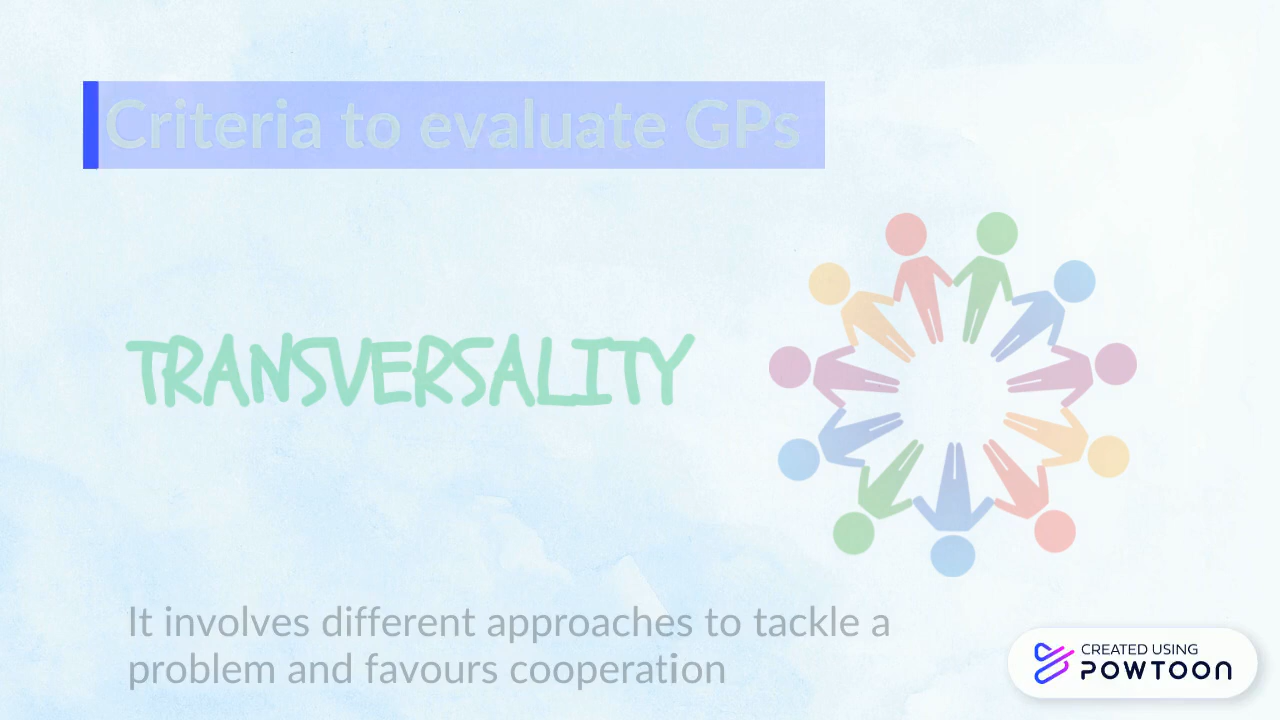 Criteria to evaluate GPs
TRANSVERSALITY
It involves different approaches to tackle a
problem and favours cooperation
CREATED USING
POWTOON